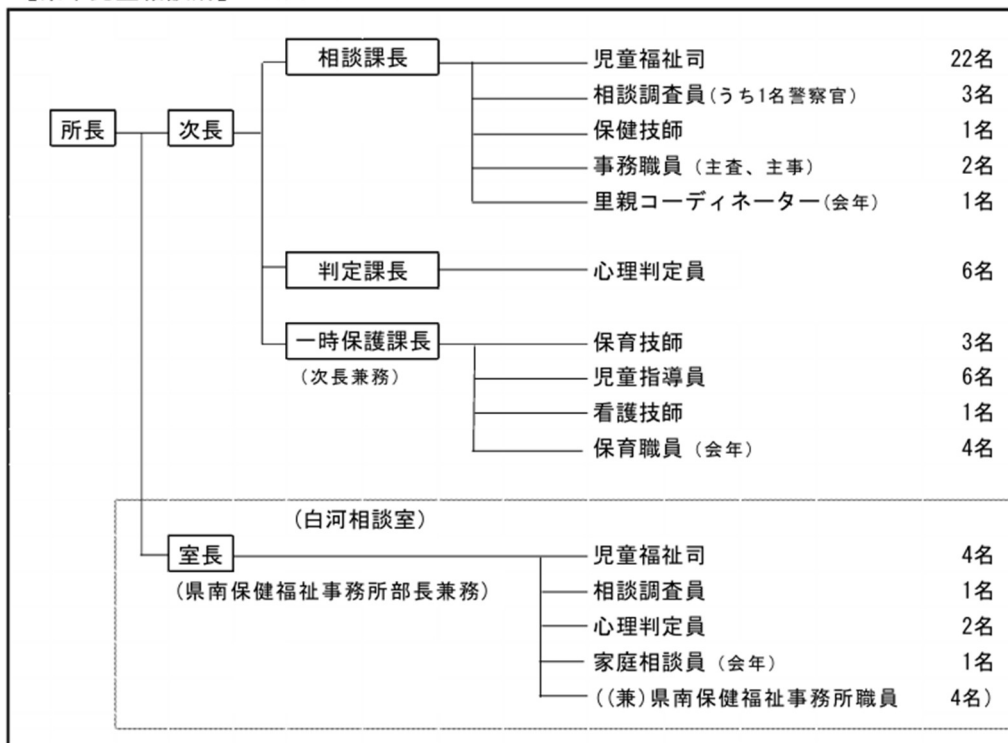 相談課長
児童福祉司 22名
相談調査員(うち1名警察官) 3名
所長
次長
保健技師 1名
事務職員(主査、主事) 2名
里親コーディネーター(会年) 1名
判定課長
心理判定員 6名
一時保護課長
(次長兼務)
保育技師 3名
児童指導員 6名
看護技師 1名
保育職員(会年) 4名
(白河相談室)
室長
(県南保健福祉事務所部長兼務)
児童福祉司 4名
相談調査員 1名
心理判定員 2名
家庭相談員(会年) 1名
((兼)県南保健福祉事務所職員 4名)